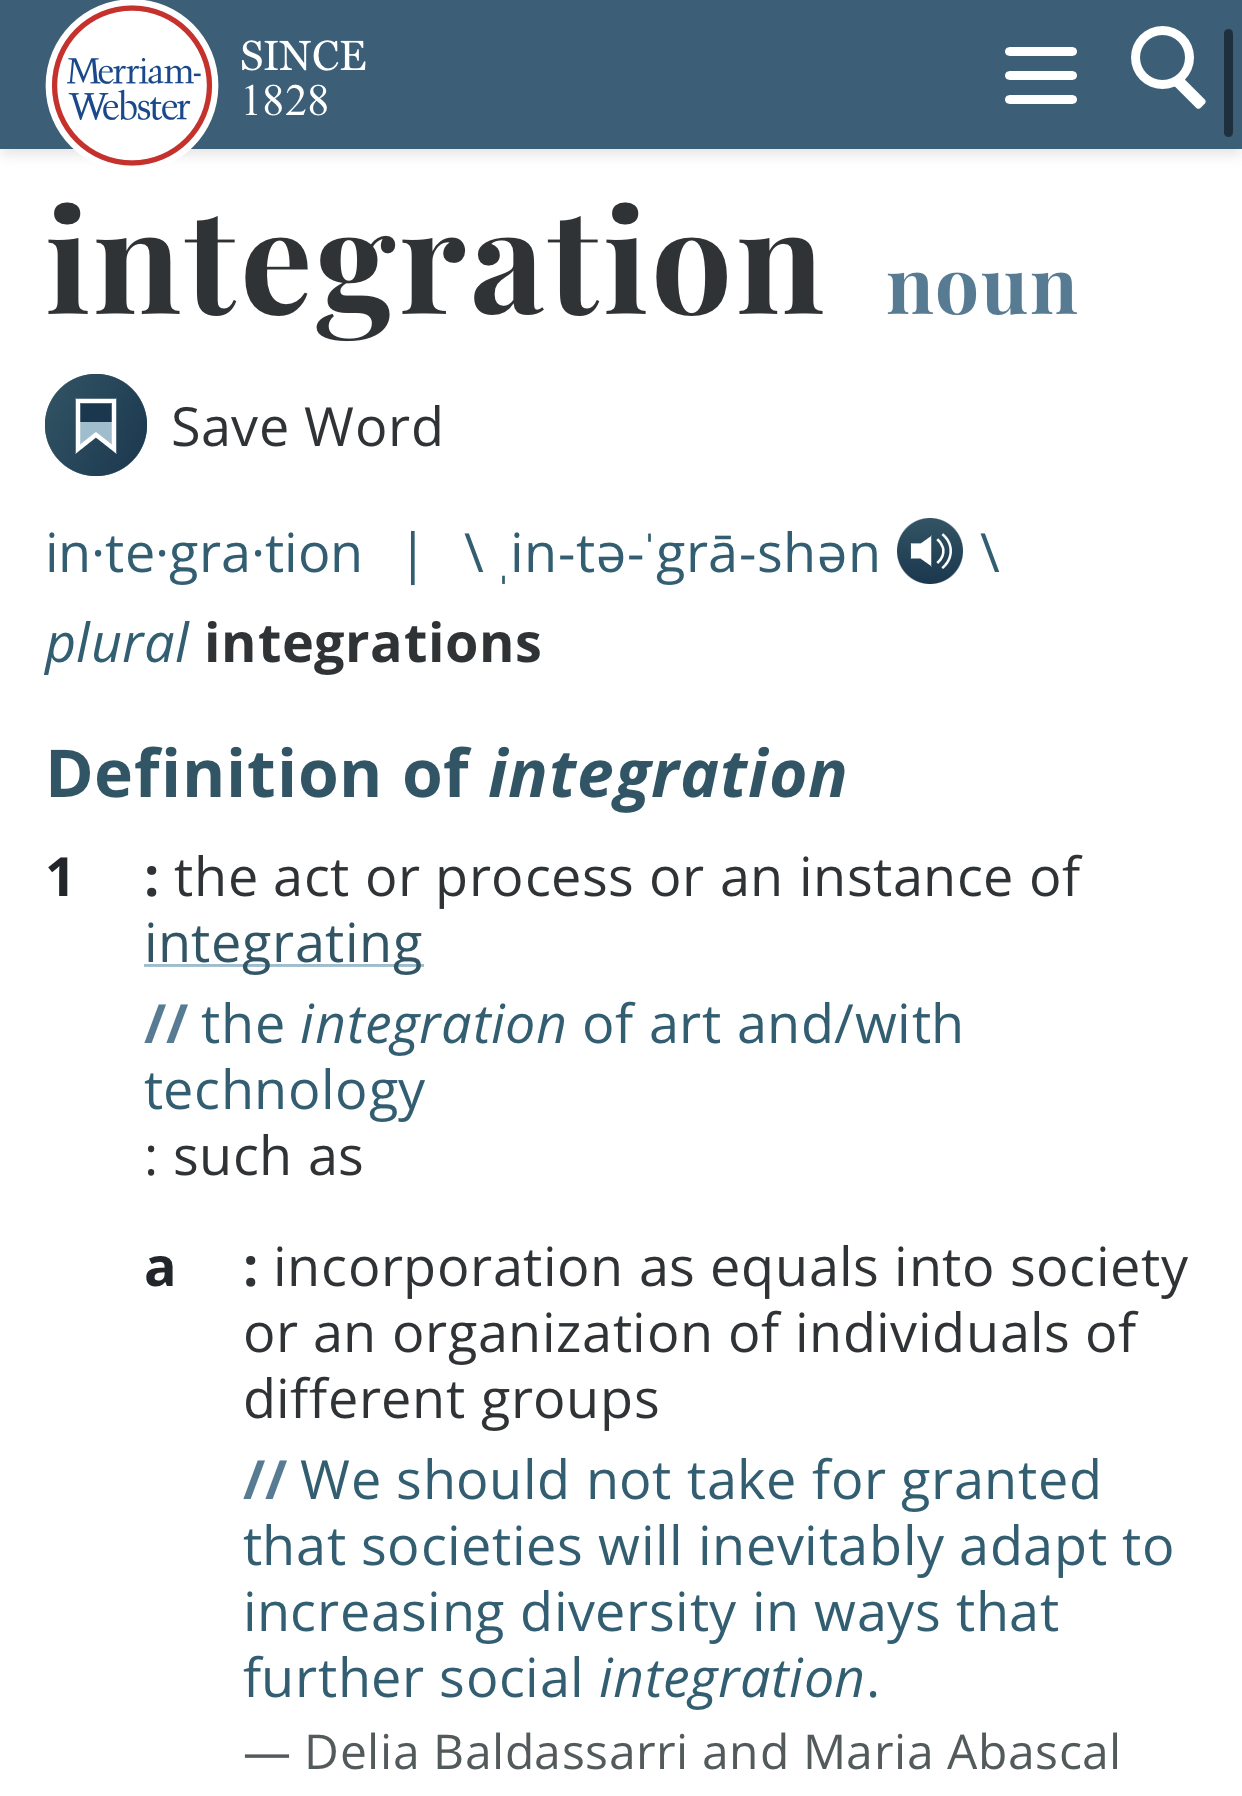 Merriam-
Webster
SINCE
1828
integration noun
Save Word
in·te·gra·tion | \ ˌin-tə-ˈgrā-shən \
plural integrations
Definition of integration
1 : the act or process or an instance of
integrating
// the integration of art and/with
technology
: such as
a : incorporation as equals into society
or an organization of individuals of
different groups
// We should not take for granted
that societies will inevitably adapt to
increasing diversity in ways that
further social integration.
— Delia Baldassarri and Maria Abascal